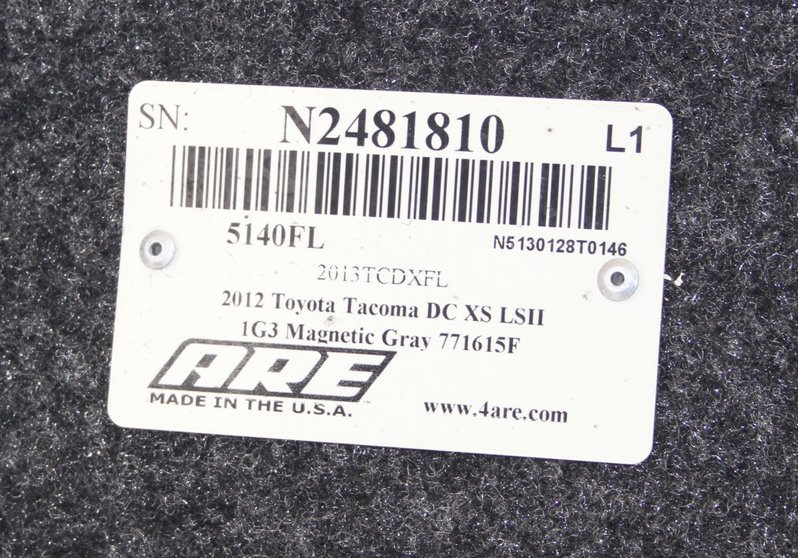 SN: N2481810 L1
5140FL N5130128T0146
2013TCDXFL
2012 Toyota Tacoma DC XS LSII
1G3 Magnetic Gray 771615F
ARE
MADE IN THE U.S.A. www.4are.com